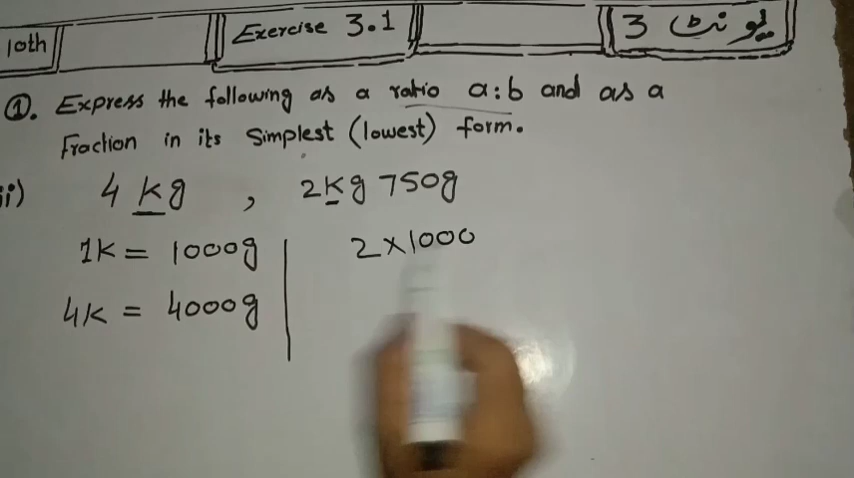 10th Exercise 3.1 یونٹ 3
①. Express the following as a ratio a:b and as a
Fraction in its Simplest (lowest) form.
ii) 4 kg , 2kg 750g
1K = 1000g 2×1000
4K = 4000g